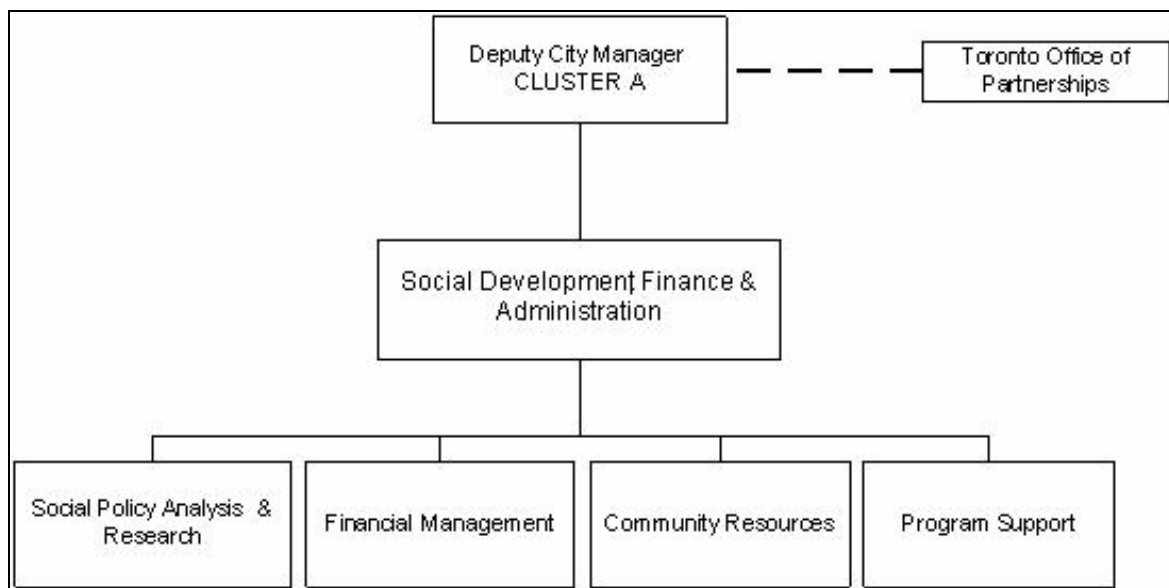 Deputy City Manager
CLUSTER A
Toronto Office of
Partnerships
Social Development, Finance &
Administration
Social Policy Analysis &
Research
Financial Management
Community Resources
Program Support